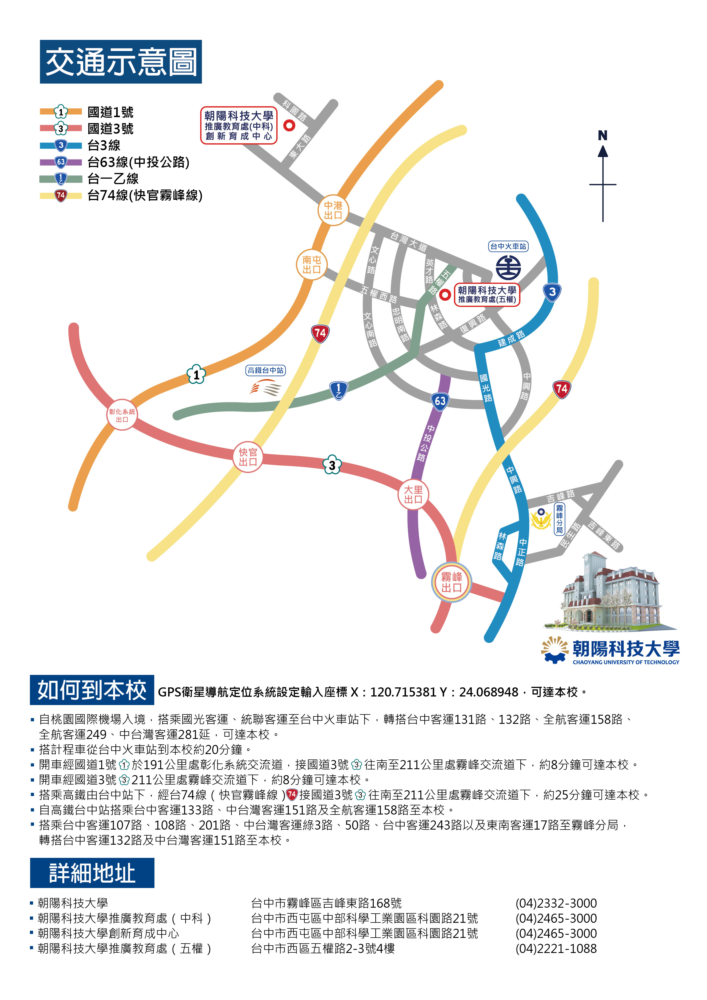 交通示意圖
1 國道1號
3 國道3號
3 台3線
63 台63線(中投公路)
1乙 台一乙線
74 台74線(快官霧峰線)
科園路
東大路
朝陽科技大學
推廣教育處(中科)
創新育成中心
N
中港
出口
南屯
出口
台灣大道
文心路
英才路
五權路
台中火車站
朝陽科技大學
推廣教育處(五權)
3
五權西路
忠明南路
林森路
復興路
文心南路
74
建成路
1
高鐵台中站
1乙
國光路
中興路
74
63
彰化系統
出口
中投公路
快官
出口
3
大里
出口
中興路
吉峰路
霧峰分局
民生路
吉峰東路
林森路
中正路
霧峰
出口
朝陽科技大學
CHAOYANG UNIVERSITY OF TECHNOLOGY
如何到本校 GPS衛星導航定位系統設定輸入座標 X：120.715381 Y：24.068948，可達本校。
▪ 自桃園國際機場入境，搭乘國光客運、統聯客運至台中火車站下，轉搭台中客運131路、132路、全航客運158路、
全航客運249、中台灣客運281延，可達本校。
▪ 搭計程車從台中火車站到本校約20分鐘。
▪ 開車經國道1號 1 於191公里處彰化系統交流道，接國道3號 3 往南至211公里處霧峰交流道下，約8分鐘可達本校。
▪ 開車經國道3號 3 211公里處霧峰交流道下，約8分鐘可達本校。
▪ 搭乘高鐵由台中站下，經台74線（快官霧峰線）74 接國道3號 3 往南至211公里處霧峰交流道下，約25分鐘可達本校。
▪ 自高鐵台中站搭乘台中客運133路、中台灣客運151路及全航客運158路至本校。
▪ 搭乘台中客運107路、108路、201路、中台灣客運綠3路、50路、台中客運243路以及東南客運17路至霧峰分局，
轉搭台中客運132路及中台灣客運151路至本校。
詳細地址
▪ 朝陽科技大學 台中市霧峰區吉峰東路168號 (04)2332-3000
▪ 朝陽科技大學推廣教育處（中科） 台中市西屯區中部科學工業園區科園路21號 (04)2465-3000
▪ 朝陽科技大學創新育成中心 台中市西屯區中部科學工業園區科園路21號 (04)2465-3000
▪ 朝陽科技大學推廣教育處（五權） 台中市西區五權路2-3號4樓 (04)2221-1088